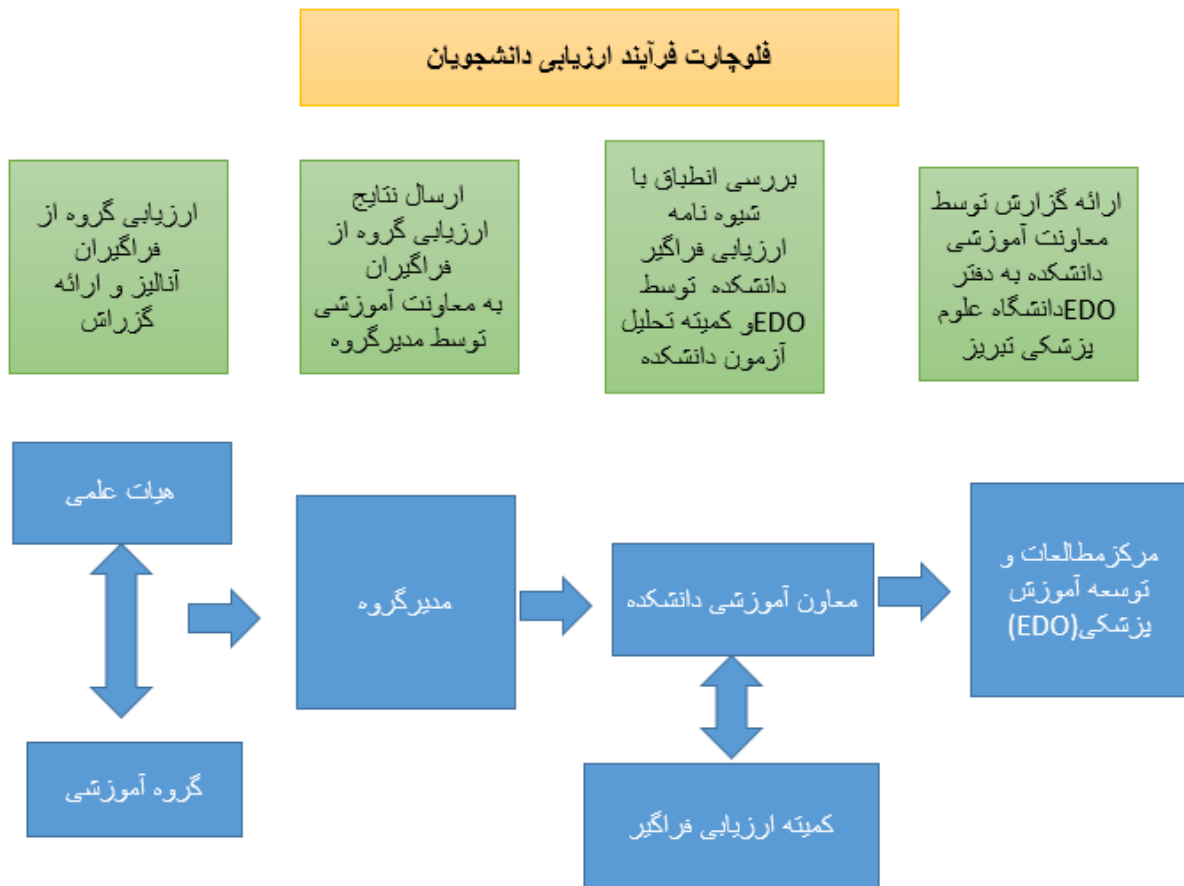 فلوچارت فرآیند ارزیابی دانشجویان
ارزیابی گروه از
فراگیران
آنالیز و ارائه
گزراش
ارسال نتایج
ارزیابی گروه از
فراگیران
به معاونت آموزشی
توسط مدیرگروه
بررسی انطباق با
شیوه نامه
ارزیابی فراگیر
دانشکده توسط
EDOو کمیته تحلیل
آزمون دانشکده
ارائه گزارش توسط
معاونت آموزشی
دانشکده به دفتر
EDOدانشگاه علوم
پزشکی تبریز
هیات علمی
گروه آموزشی
مدیرگروه
معاون آموزشی دانشکده
کمیته ارزیابی فراگیر
مرکزمطالعات و
توسعه آموزش
پزشکی(EDO)